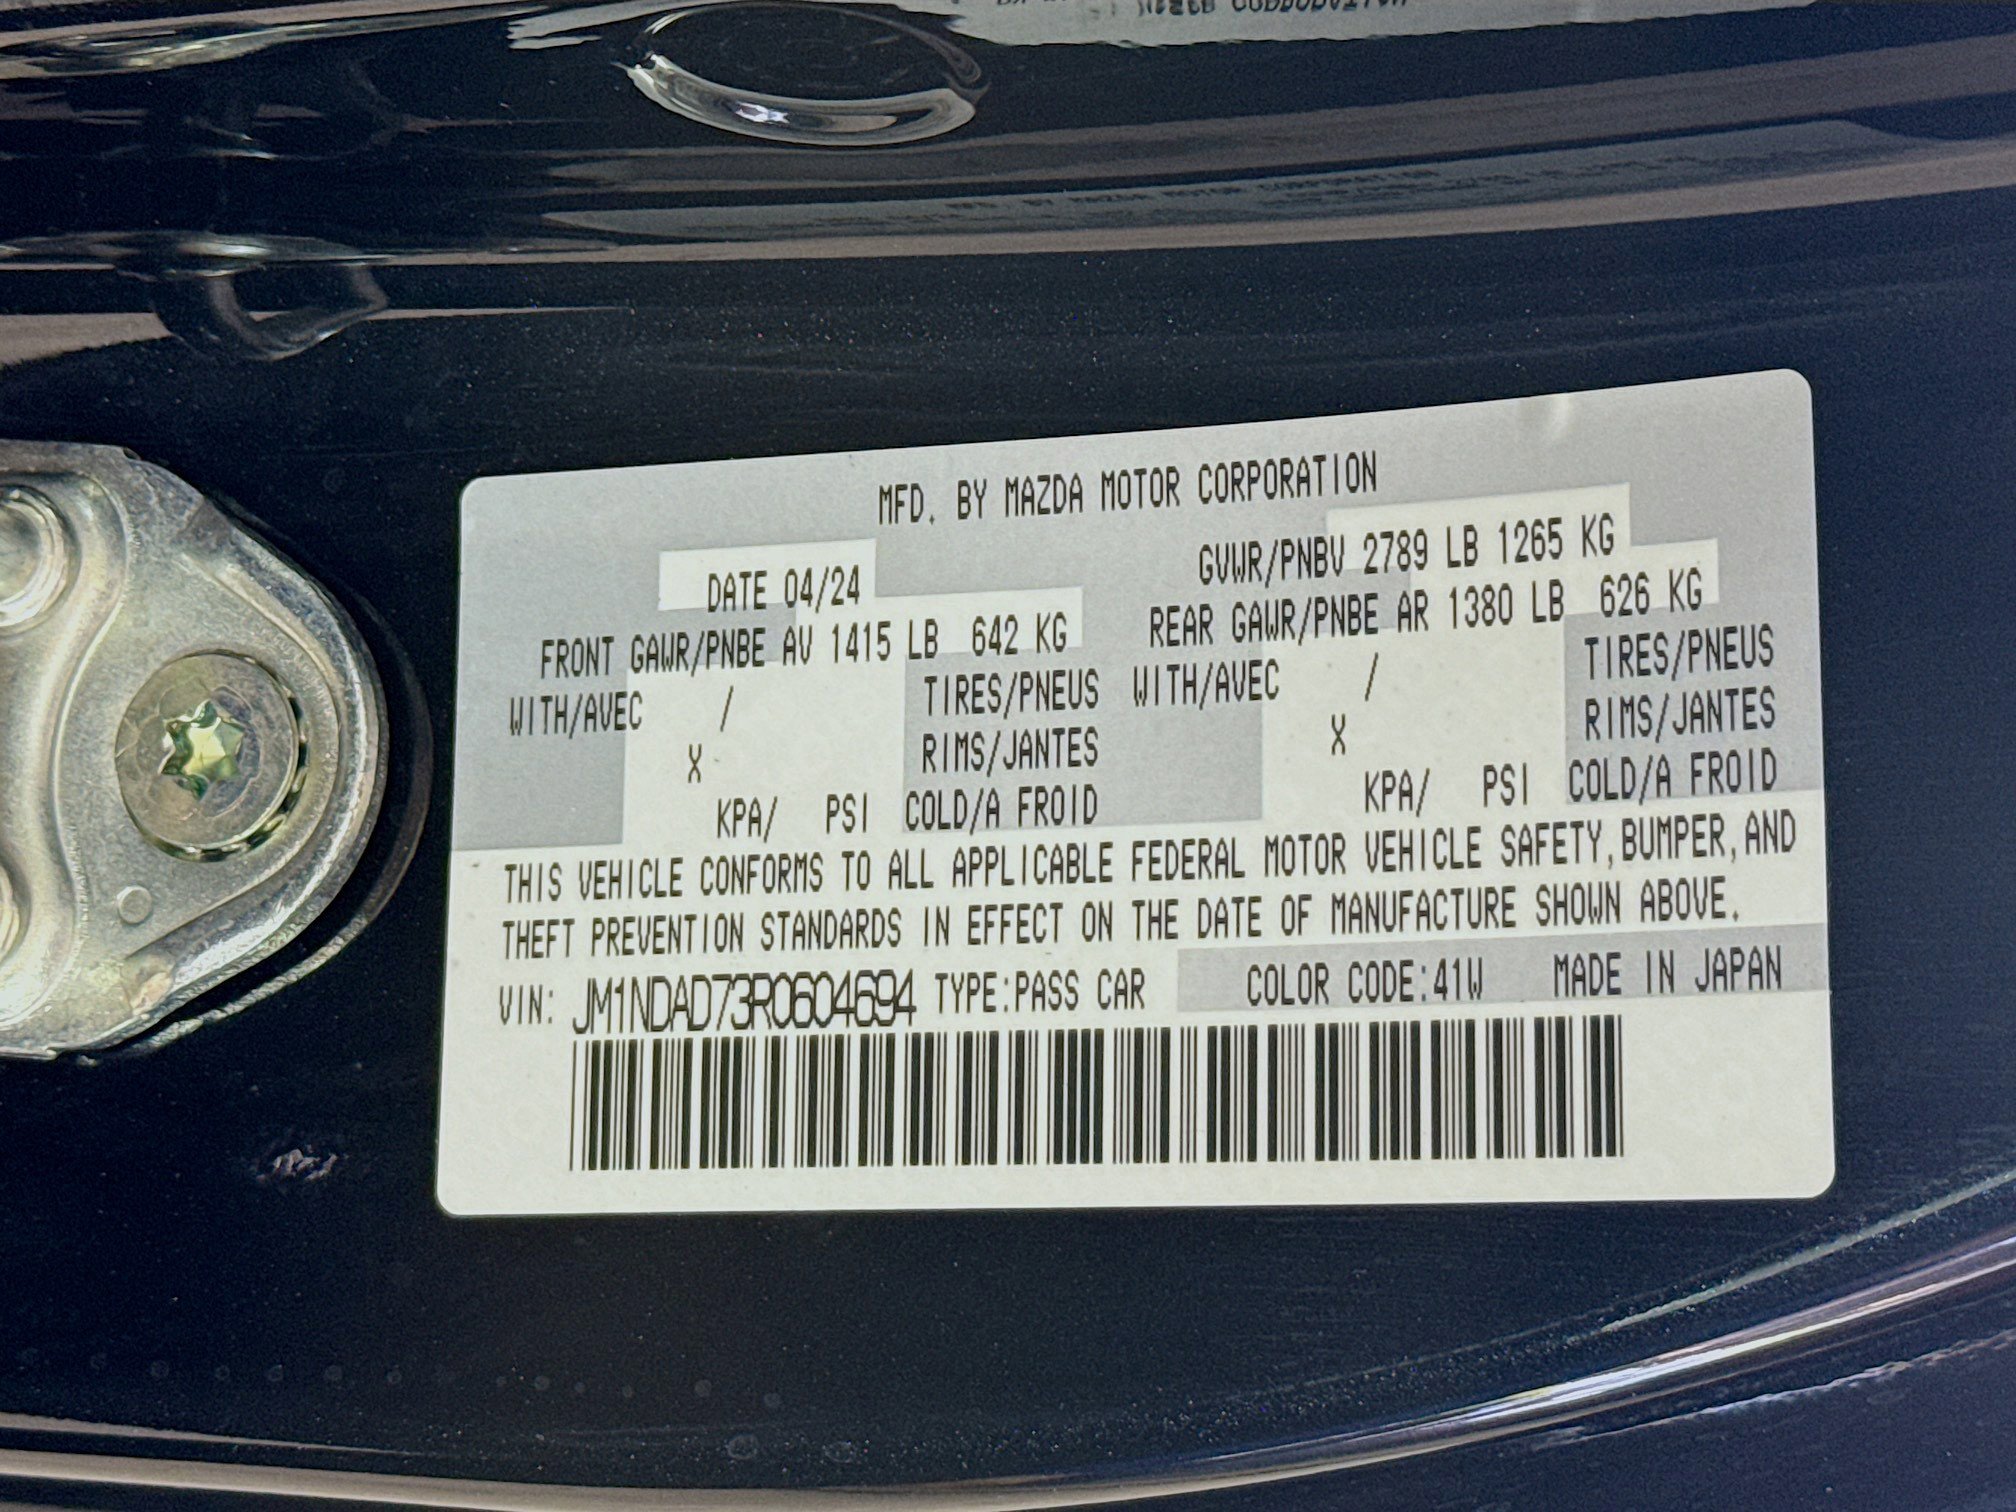 MFD. BY MAZDA MOTOR CORPORATION
DATE 04/24 GVWR/PNBV 2789 LB 1265 KG
FRONT GAWR/PNBE AV 1415 LB 642 KG REAR GAWR/PNBE AR 1380 LB 626 KG
WITH/AVEC / TIRES/PNEUS WITH/AVEC / TIRES/PNEUS
X RIMS/JANTES X RIMS/JANTES
KPA/ PSI COLD/A FROID KPA/ PSI COLD/A FROID
THIS VEHICLE CONFORMS TO ALL APPLICABLE FEDERAL MOTOR VEHICLE SAFETY, BUMPER, AND
THEFT PREVENTION STANDARDS IN EFFECT ON THE DATE OF MANUFACTURE SHOWN ABOVE.
VIN: JM1NDAD73R0604694 TYPE:PASS CAR COLOR CODE:41W MADE IN JAPAN